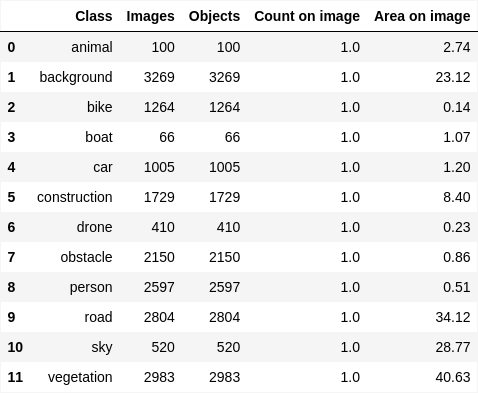 Class Images Objects Count on image Area on image
0 animal 100 100 1.0 2.74
1 background 3269 3269 1.0 23.12
2 bike 1264 1264 1.0 0.14
3 boat 66 66 1.0 1.07
4 car 1005 1005 1.0 1.20
5 construction 1729 1729 1.0 8.40
6 drone 410 410 1.0 0.23
7 obstacle 2150 2150 1.0 0.86
8 person 2597 2597 1.0 0.51
9 road 2804 2804 1.0 34.12
10 sky 520 520 1.0 28.77
11 vegetation 2983 2983 1.0 40.63